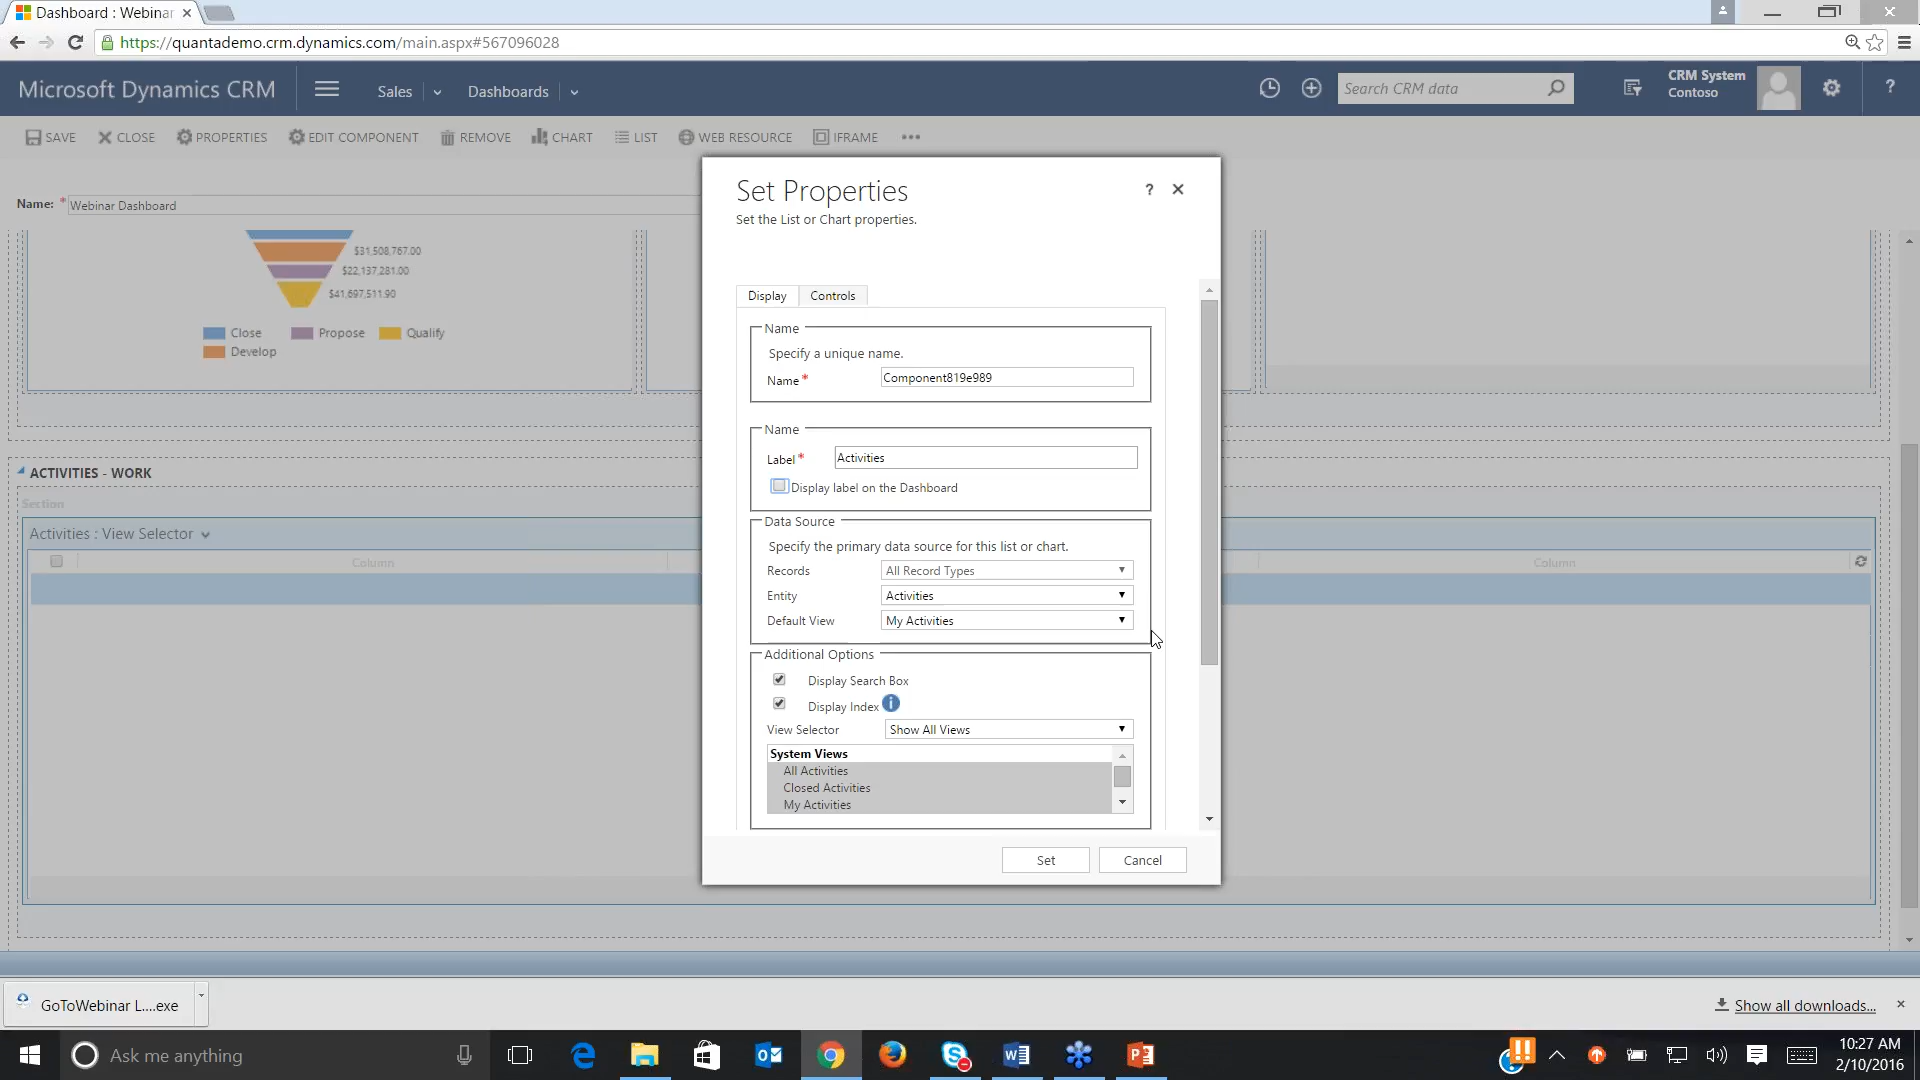 Dashboard : Webinar
https://quantademo.crm.dynamics.com/main.aspx#567096028
Microsoft Dynamics CRM
Sales
Dashboards
Search CRM data
CRM System
Contoso
?
SAVE
CLOSE
PROPERTIES
EDIT COMPONENT
REMOVE
CHART
LIST
WEB RESOURCE
IFRAME
Name: *
Webinar Dashboard
$31,508,767.00
$22,137,281.00
$41,697,511.90
Close
Propose
Qualify
Develop
ACTIVITIES - WORK
Section
Activities : View Selector
Column
Column
Set Properties
?
Set the List or Chart properties.
Display
Controls
Name
Specify a unique name.
Name *
Component819e989
Name
Label *
Activities
Display label on the Dashboard
Data Source
Specify the primary data source for this list or chart.
Records
All Record Types
Entity
Activities
Default View
My Activities
Additional Options
Display Search Box
Display Index
View Selector
Show All Views
System Views
All Activities
Closed Activities
My Activities
Set
Cancel
GoToWebinar L....exe
Show all downloads...
Ask me anything
10:27 AM
2/10/2016